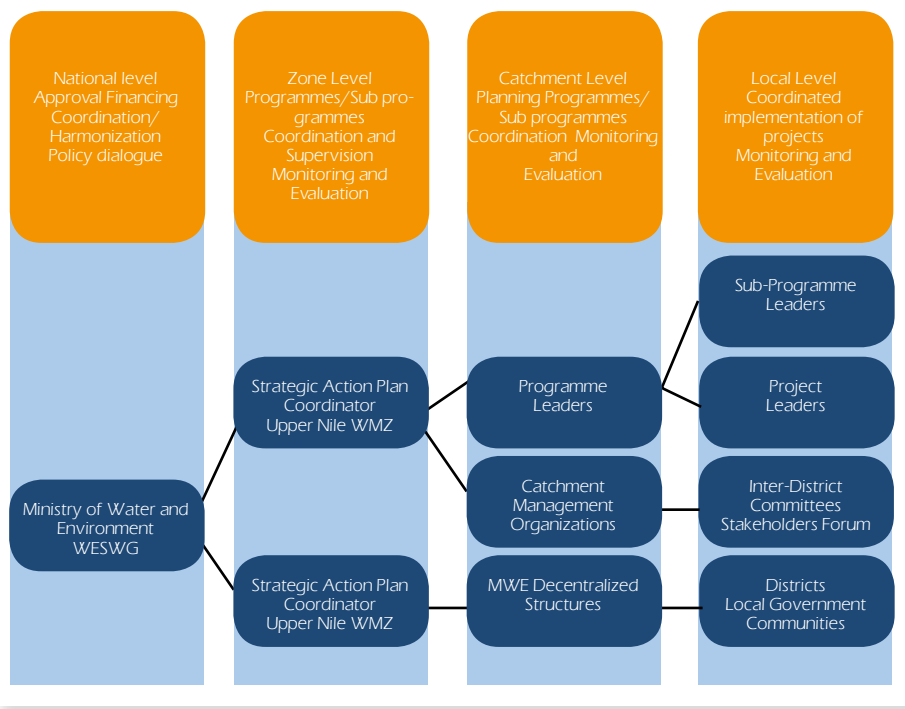 National level
Approval Financing
Coordination/
Harmonization
Policy dialogue
Zone Level
Programmes/Sub pro-
grammes
Coordination and
Supervision
Monitoring and
Evaluation
Catchment Level
Planning Programmes/
Sub programmes
Coordination Monitoring
and
Evaluation
Local Level
Coordinated
implementation of
projects
Monitoring and
Evaluation
Ministry of Water and
Environment
WESWG
Strategic Action Plan
Coordinator
Upper Nile WMZ
Strategic Action Plan
Coordinator
Upper Nile WMZ
Programme
Leaders
Catchment
Management
Organizations
MWE Decentralized
Structures
Sub-Programme
Leaders
Project
Leaders
Inter-District
Committees
Stakeholders Forum
Districts
Local Government
Communities